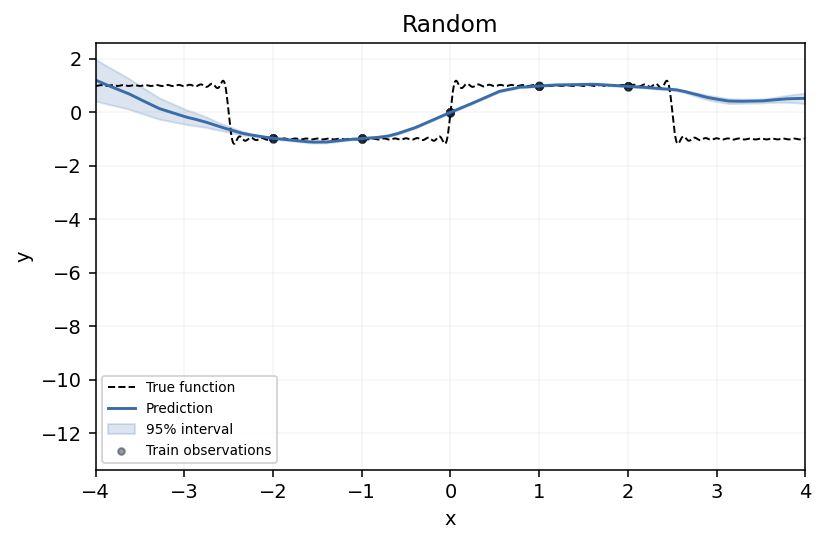 Random
2
0
−2
−4
−6
−8
−10
−12
y
True function
Prediction
95% interval
Train observations
−4 −3 −2 −1 0 1 2 3 4
x